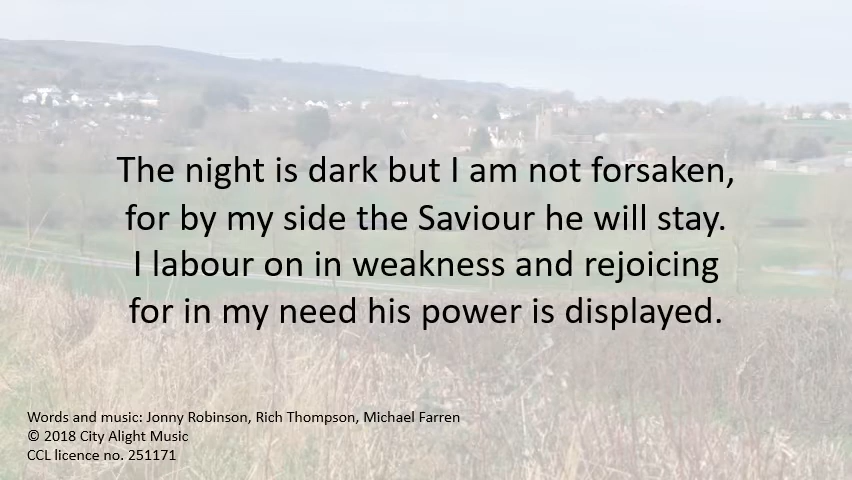 The night is dark but I am not forsaken,
for by my side the Saviour he will stay.
I labour on in weakness and rejoicing
for in my need his power is displayed.
Words and music: Jonny Robinson, Rich Thompson, Michael Farren
© 2018 City Alight Music
CCL licence no. 251171